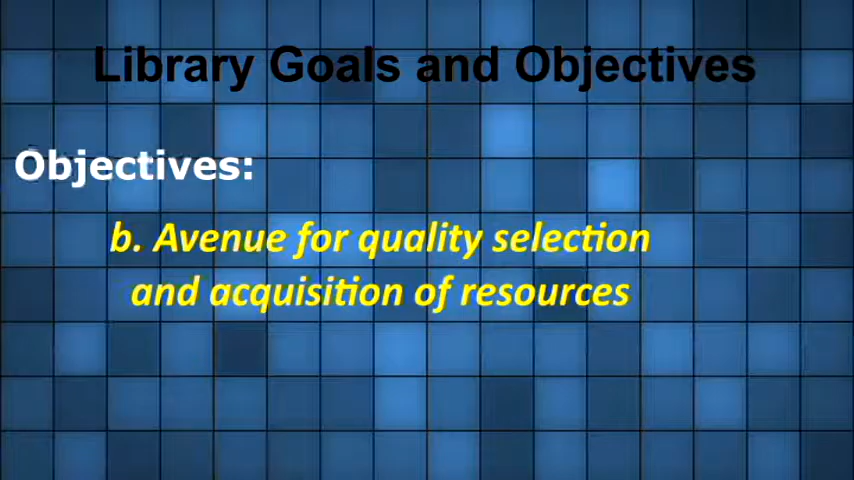 Library Goals and Objectives
Objectives:
b. Avenue for quality selection
and acquisition of resources